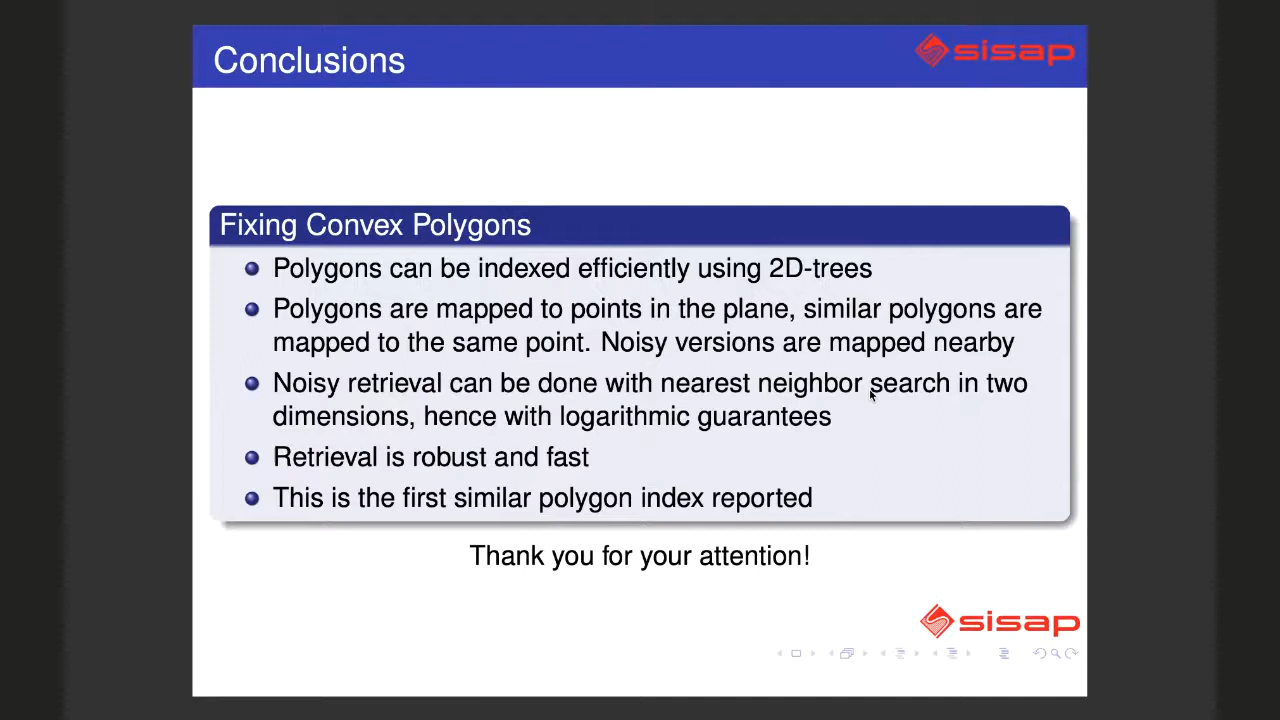 Conclusions
sisap
Fixing Convex Polygons
Polygons can be indexed efficiently using 2D-trees
Polygons are mapped to points in the plane, similar polygons are
mapped to the same point. Noisy versions are mapped nearby
Noisy retrieval can be done with nearest neighbor search in two
dimensions, hence with logarithmic guarantees
Retrieval is robust and fast
This is the first similar polygon index reported
Thank you for your attention!
sisap